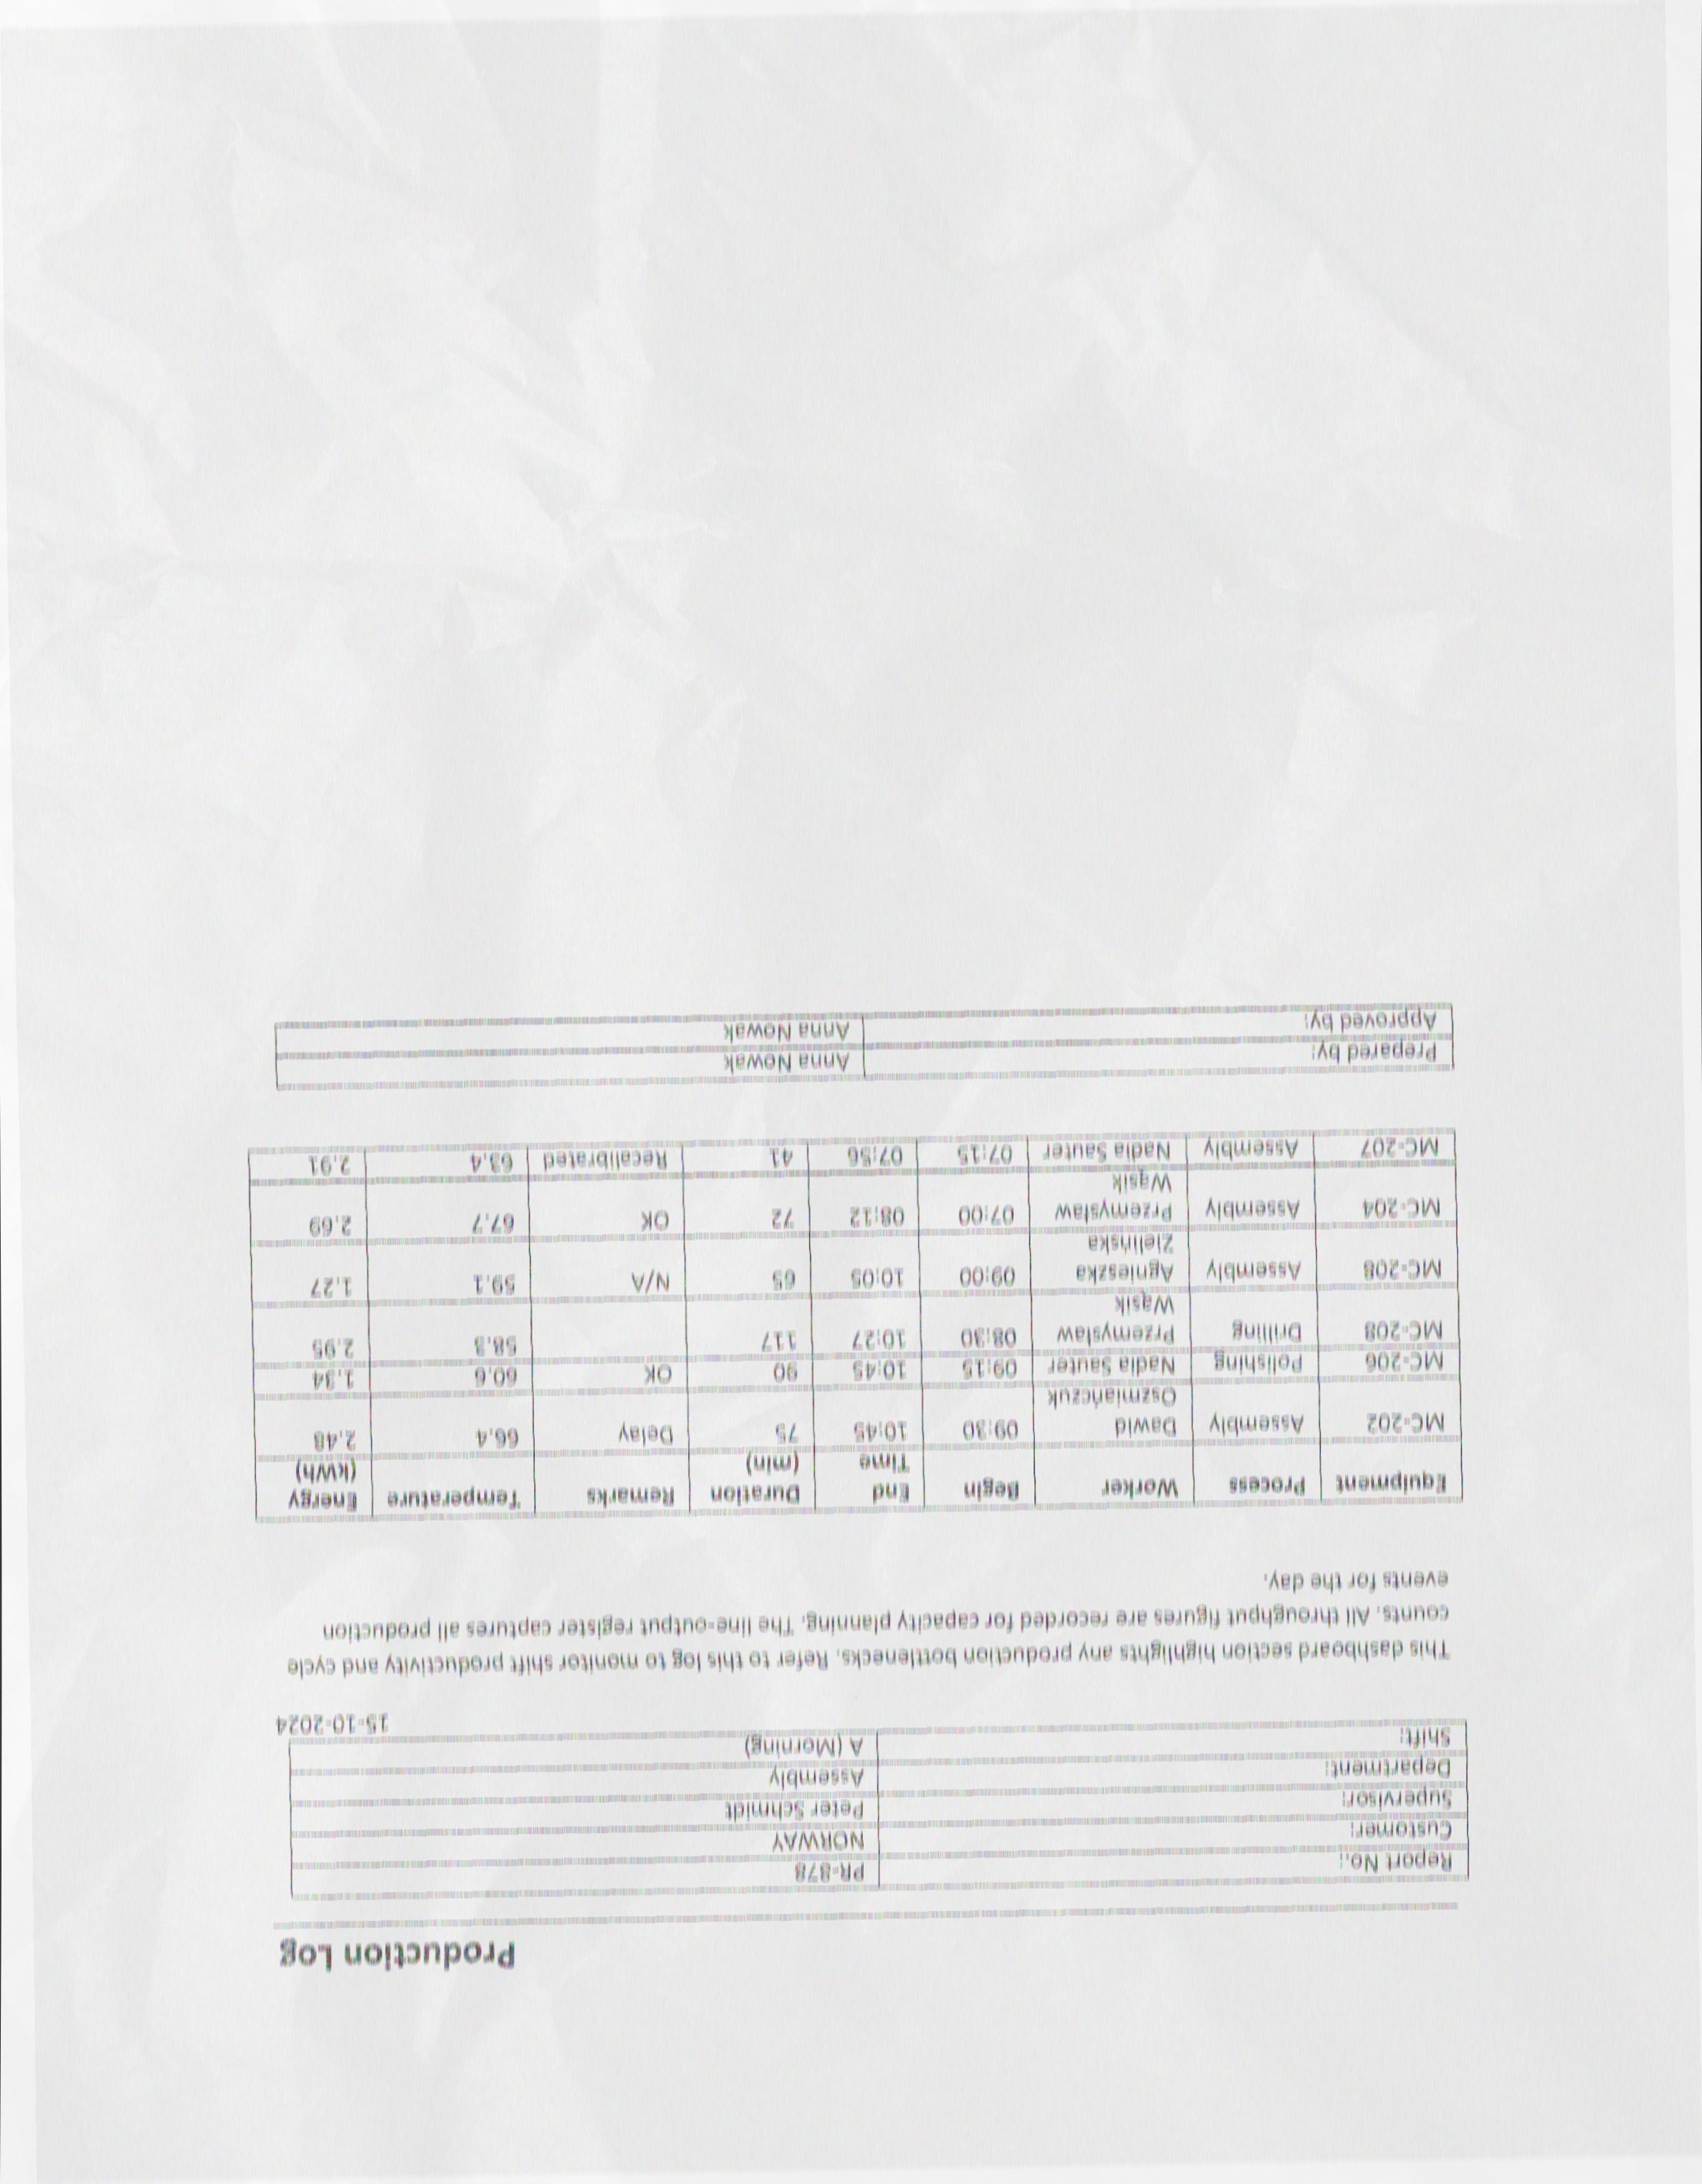 Production Log
Report No.: PR-878
Customer: NORWAY
Supervisor: Peter Schmidt
Department: Assembly
Shift: A (Morning)
15-10-2024
This dashboard section highlights any production bottlenecks. Refer to this log to monitor shift productivity and cycle
counts. All throughput figures are recorded for capacity planning. The line-output register captures all production
events for the day.
Equipment Process Worker Begin End Time Duration (min) Remarks Temperature Energy (kWh)
MC-202 Assembly Dawid Oszmiańczuk 09:30 10:45 75 Delay 66.4 2.48
MC-206 Polishing Nadia Sauter 09:15 10:45 90 OK 60.6 1.34
MC-208 Drilling Przemysław Wąsik 08:30 10:27 117 58.3 2.95
MC-208 Assembly Agnieszka Zielińska 09:00 10:05 65 N/A 59.1 1.27
MC-204 Assembly Przemysław Wąsik 07:00 08:12 72 OK 67.7 2.69
MC-207 Assembly Nadia Sauter 07:15 07:56 41 Recalibrated 63.4 2.91
Prepared by: Anna Nowak
Approved by: Anna Nowak